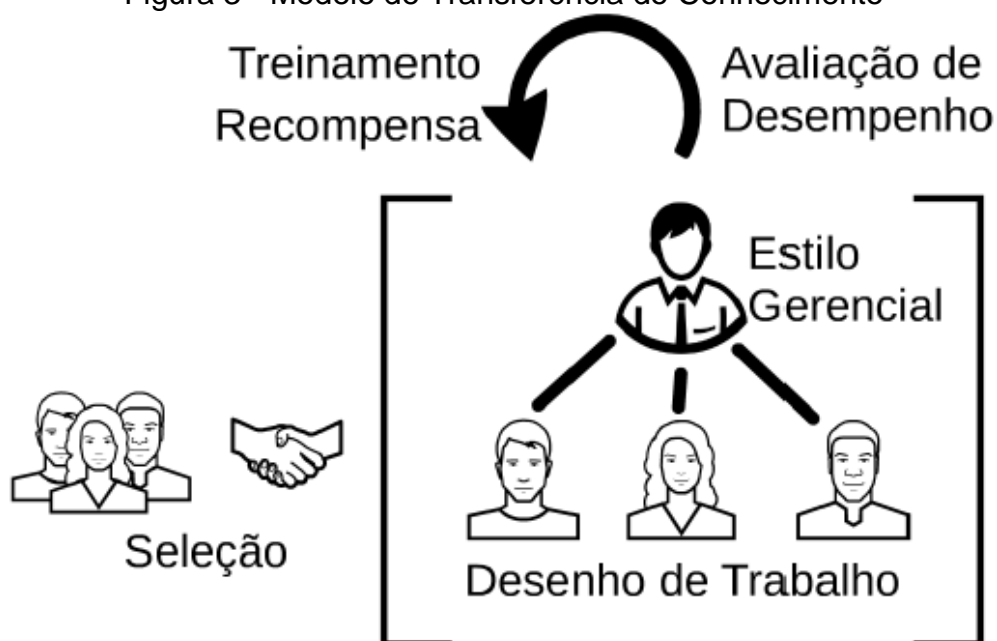 Treinamento
Recompensa
Avaliação de
Desempenho
Estilo
Gerencial
Seleção
Desenho de Trabalho